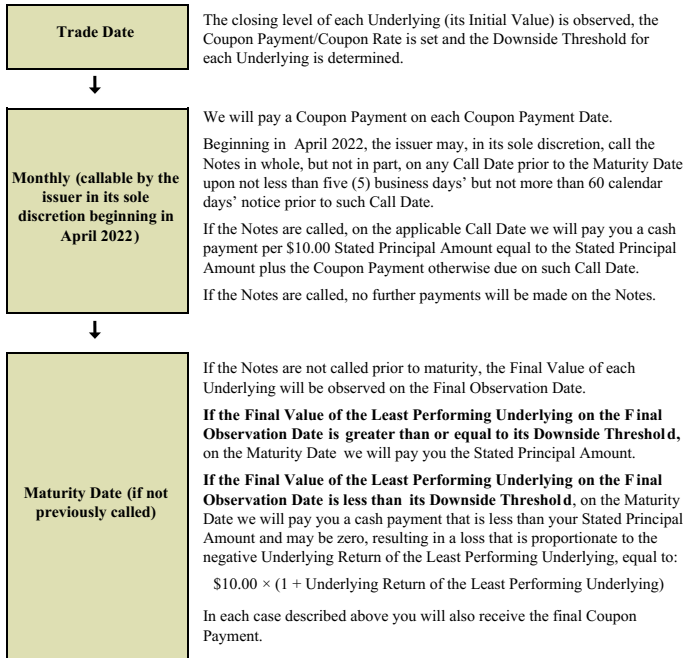 Trade Date
The closing level of each Underlying (its Initial Value) is observed, the
Coupon Payment/Coupon Rate is set and the Downside Threshold for
each Underlying is determined.
Monthly (callable by the
issuer in its sole
discretion beginning in
April 2022)
We will pay a Coupon Payment on each Coupon Payment Date.
Beginning in April 2022, the issuer may, in its sole discretion, call the
Notes in whole, but not in part, on any Call Date prior to the Maturity Date
upon not less than five (5) business days' but not more than 60 calendar
days' notice prior to such Call Date.
If the Notes are called, on the applicable Call Date we will pay you a cash
payment per $10.00 Stated Principal Amount equal to the Stated Principal
Amount plus the Coupon Payment otherwise due on such Call Date.
If the Notes are called, no further payments will be made on the Notes.
Maturity Date (if not
previously called)
If the Notes are not called prior to maturity, the Final Value of each
Underlying will be observed on the Final Observation Date.
If the Final Value of the Least Performing Underlying on the Final
Observation Date is greater than or equal to its Downside Threshold,
on the Maturity Date we will pay you the Stated Principal Amount.
If the Final Value of the Least Performing Underlying on the Final
Observation Date is less than its Downside Threshold, on the Maturity
Date we will pay you a cash payment that is less than your Stated Principal
Amount and may be zero, resulting in a loss that is proportionate to the
negative Underlying Return of the Least Performing Underlying, equal to:
$10.00 × (1 + Underlying Return of the Least Performing Underlying)
In each case described above you will also receive the final Coupon
Payment.